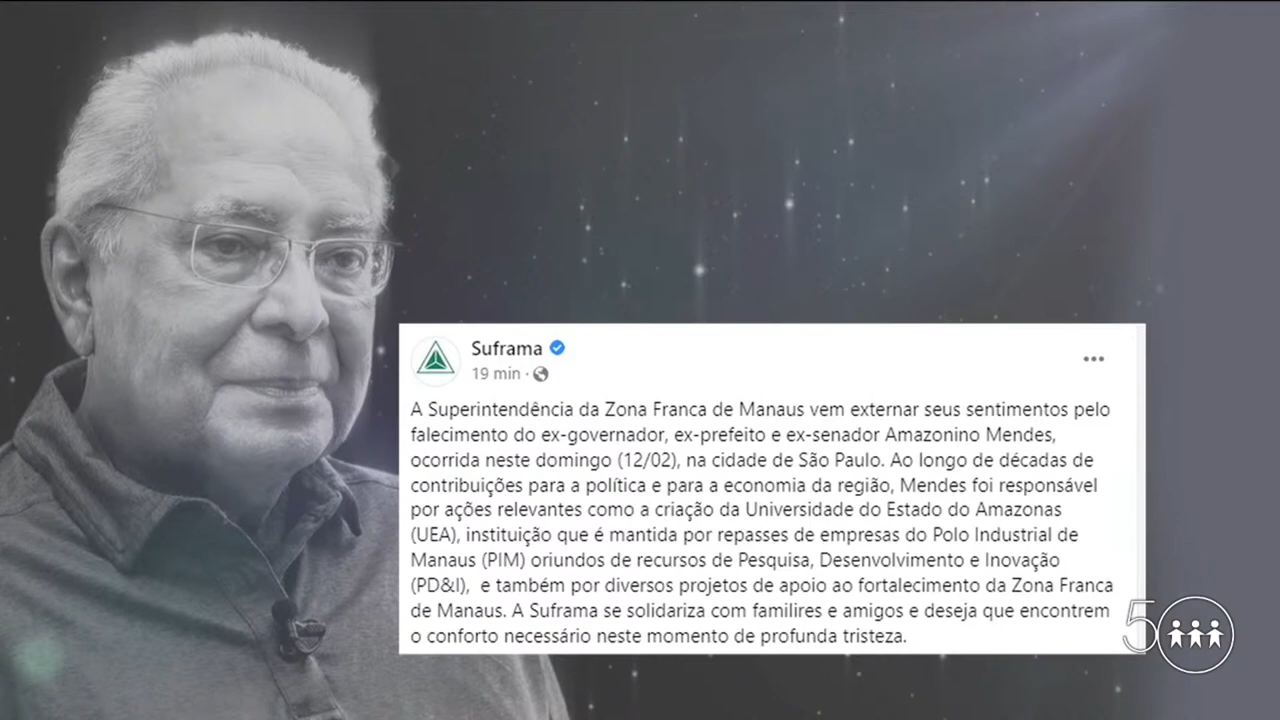 Suframa
19 min ·
A Superintendência da Zona Franca de Manaus vem externar seus sentimentos pelo
falecimento do ex-governador, ex-prefeito e ex-senador Amazonino Mendes,
ocorrida neste domingo (12/02), na cidade de São Paulo. Ao longo de décadas de
contribuições para a política e para a economia da região, Mendes foi responsável
por ações relevantes como a criação da Universidade do Estado do Amazonas
(UEA), instituição que é mantida por repasses de empresas do Polo Industrial de
Manaus (PIM) oriundos de recursos de Pesquisa, Desenvolvimento e Inovação
(PD&I),  e também por diversos projetos de apoio ao fortalecimento da Zona Franca
de Manaus. A Suframa se solidariza com familires e amigos e deseja que encontrem
o conforto necessário neste momento de profunda tristeza.
50